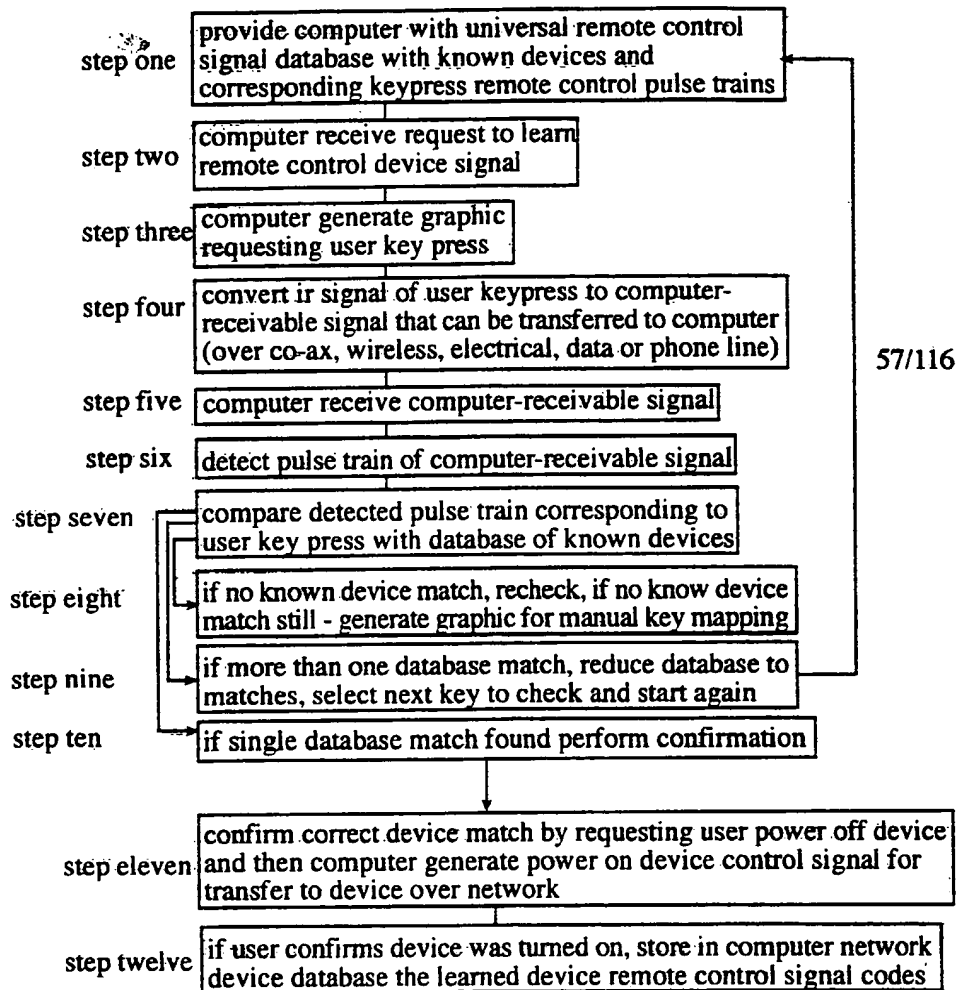 step one
provide computer with universal remote control
signal database with known devices and
corresponding keypress remote control pulse trains
step two
computer receive request to learn
remote control device signal
step three
computer generate graphic
requesting user key press
step four
convert ir signal of user keypress to computer-
receivable signal that can be transferred to computer
(over co-ax, wireless, electrical, data or phone line)
57/116
step five
computer receive computer-receivable signal
step six
detect pulse train of computer-receivable signal
step seven
compare detected pulse train corresponding to
user key press with database of known devices
step eight
if no known device match, recheck, if no know device
match still - generate graphic for manual key mapping
step nine
if more than one database match, reduce database to
matches, select next key to check and start again
step ten
if single database match found perform confirmation
step eleven
confirm correct device match by requesting user power off device
and then computer generate power on device control signal for
transfer to device over network
step twelve
if user confirms device was turned on, store in computer network
device database the learned device remote control signal codes